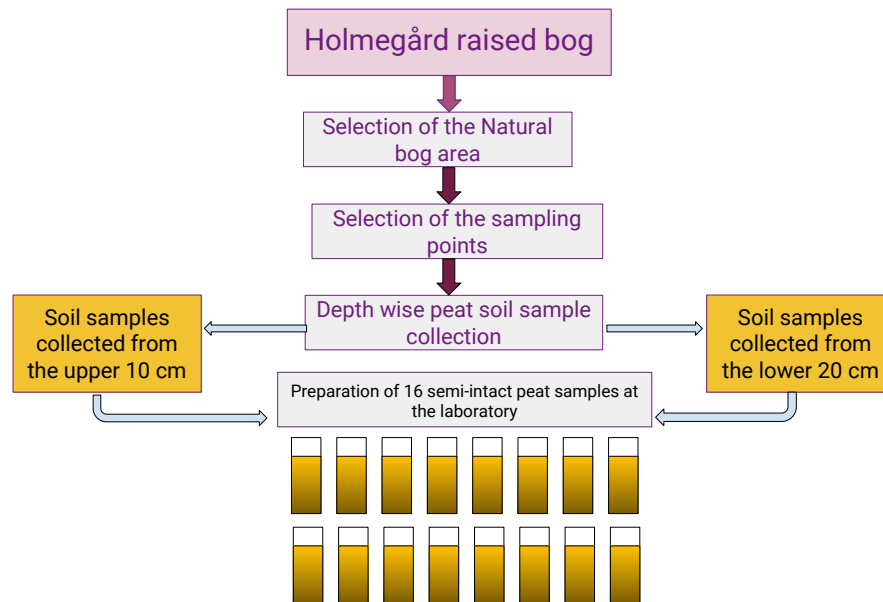 Holmegård raised bog
Selection of the Natural
bog area
Selection of the sampling
points
Depth wise peat soil sample
collection
Soil samples
collected from
the upper 10 cm
Soil samples
collected from
the lower 20 cm
Preparation of 16 semi-intact peat samples at
the laboratory